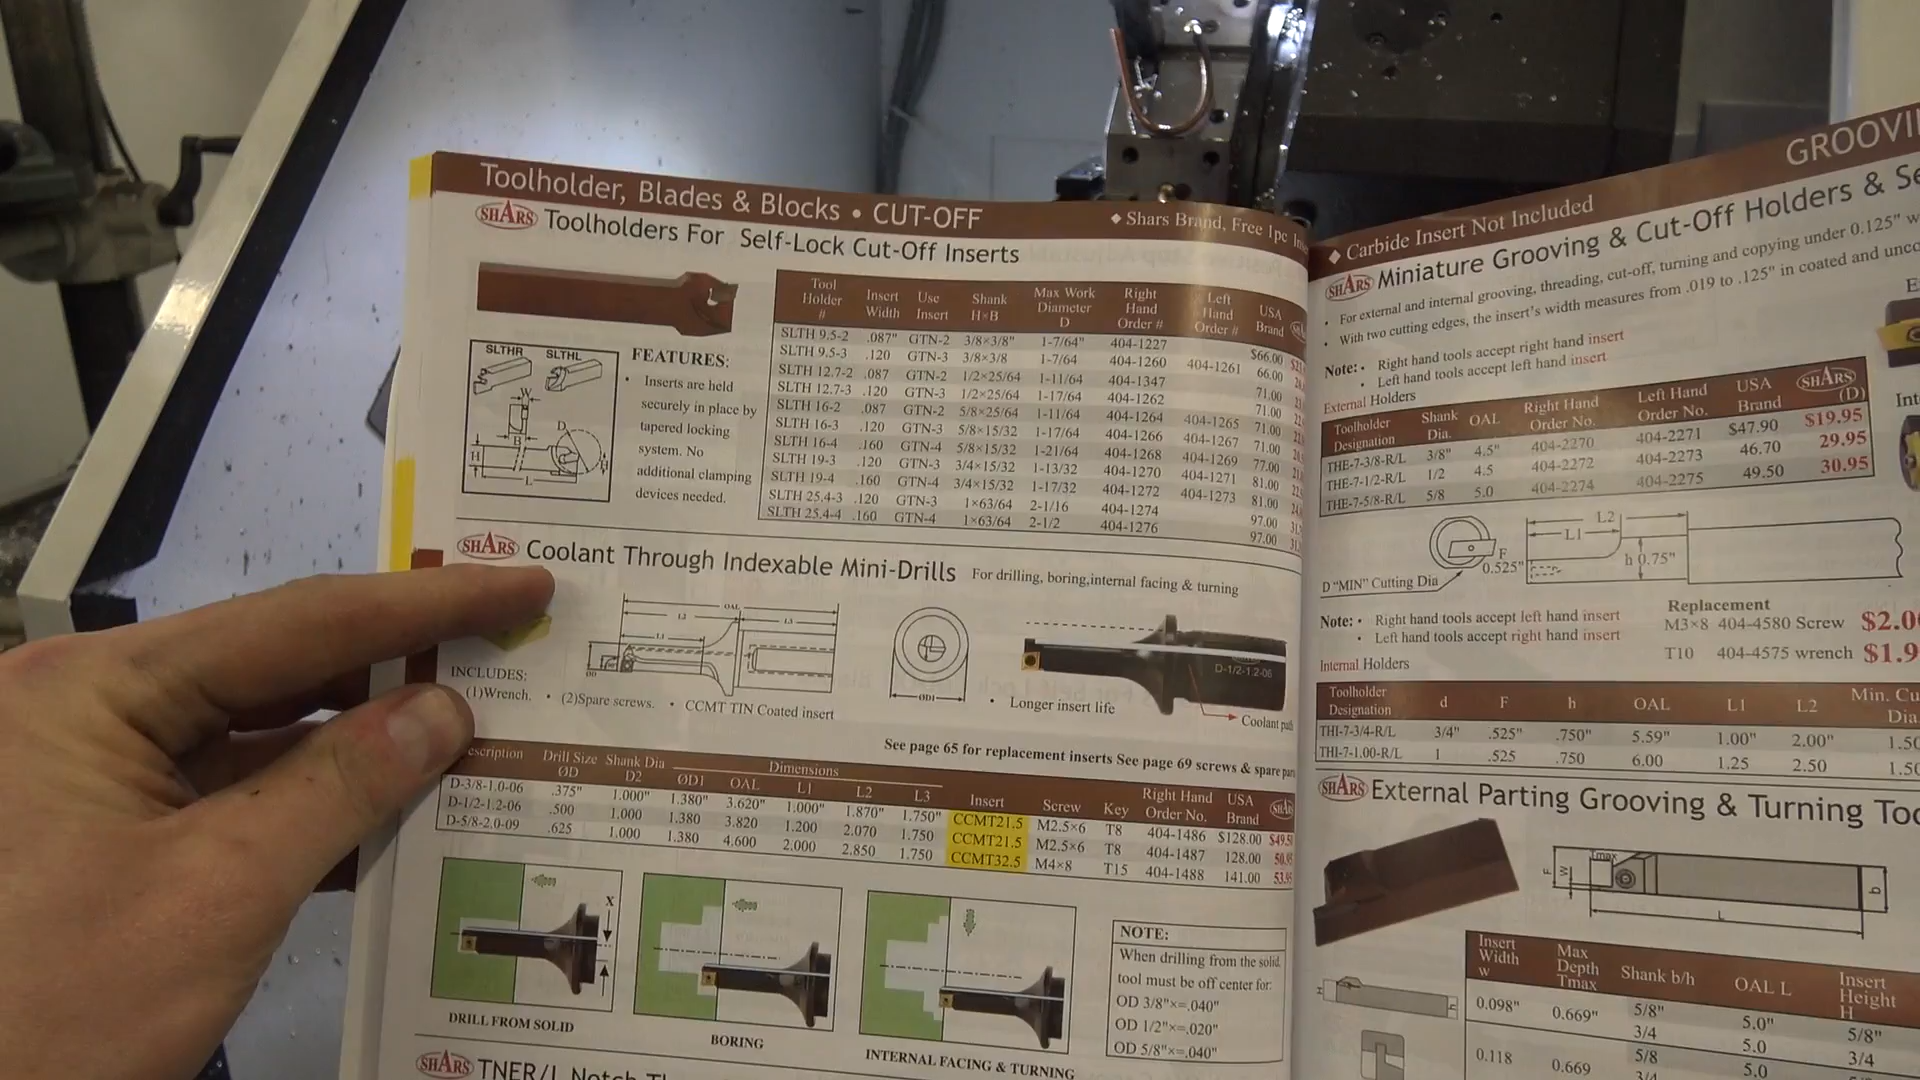 Toolholder, Blades & Blocks • CUT-OFF
◆ Shars Brand, Free 1pc
SHARS Toolholders For Self-Lock Cut-Off Inserts
SLTHR SLTHL
W
B
D
H
L
FEATURES:
• Inserts are held
securely in place by
tapered locking
system. No
additional clamping
devices needed.
Tool Holder # Insert Width Use Insert Shank H×B Max Work Diameter D Right Hand Order # Left Hand Order # USA Brand
SLTH 9.5-2 .087" GTN-2 3/8×3/8" 1-7/64" 404-1227 $66.00
SLTH 9.5-3 .120 GTN-3 3/8×3/8 1-7/64 404-1260 404-1261 66.00
SLTH 12.7-2 .087 GTN-2 1/2×25/64 1-11/64 404-1347 71.00
SLTH 12.7-3 .120 GTN-3 1/2×25/64 1-17/64 404-1262 71.00
SLTH 16-2 .087 GTN-2 5/8×25/64 1-11/64 404-1264 404-1265 71.00
SLTH 16-3 .120 GTN-3 5/8×15/32 1-17/64 404-1266 404-1267 71.00
SLTH 16-4 .160 GTN-4 5/8×15/32 1-21/64 404-1268 404-1269 77.00
SLTH 19-3 .120 GTN-3 3/4×15/32 1-13/32 404-1270 404-1271 81.00
SLTH 19-4 .160 GTN-4 3/4×15/32 1-17/32 404-1272 404-1273 81.00
SLTH 25.4-3 .120 GTN-3 1×63/64 2-1/16 404-1274 97.00
SLTH 25.4-4 .160 GTN-4 1×63/64 2-1/2 404-1276 97.00
SHARS Coolant Through Indexable Mini-Drills For drilling, boring,internal facing & turning
OAL
L2 L3
L1
ØD1
D-1/2-1.2-06
INCLUDES:
(1)Wrench. • (2)Spare screws. • CCMT TIN Coated insert
• Longer insert life
Coolant
See page 65 for replacement inserts See page 69 screws & spare
Drill Size ØD Shank Dia D2 Dimensions ØD1 OAL L1 L2 L3 Insert Screw Key Right Hand Order No. USA Brand
D-3/8-1.0-06 .375" 1.000" 1.380" 3.620" 1.000" 1.870" 1.750" CCMT21.5 M2.5×6 T8 404-1486 $128.00
D-1/2-1.2-06 .500 1.000 1.380 3.820 1.200 2.070 1.750 CCMT21.5 M2.5×6 T8 404-1487 128.00
D-5/8-2.0-09 .625 1.000 1.380 4.600 2.000 2.850 1.750 CCMT32.5 M4×8 T15 404-1488 141.00
X
DRILL FROM SOLID
BORING
INTERNAL FACING & TURNING
NOTE:
When drilling from the solid
tool must be off center for:
OD 3/8"×=.040"
OD 1/2"×=.020"
OD 5/8"×=.040"
SHARS
◆ Carbide Insert Not Included
SHARS Miniature Grooving & Cut-Off Holders &
• For external and internal grooving, threading, cut-off, turning and copying under 0.125"
• With two cutting edges, the insert's width measures from .019 to .125" in coated and
Note: • Right hand tools accept right hand insert
• Left hand tools accept left hand insert
External Holders
Toolholder Designation Shank Dia. OAL Right Hand Order No. Left Hand Order No. USA Brand SHARS (D)
THE-7-3/8-R/L 3/8" 4.5" 404-2270 404-2271 $47.90 $19.95
THE-7-1/2-R/L 1/2 4.5 404-2272 404-2273 46.70 29.95
THE-7-5/8-R/L 5/8 5.0 404-2274 404-2275 49.50 30.95
L2
L1
F
0.525"
h 0.75"
D "MIN" Cutting Dia
Note: • Right hand tools accept left hand insert
• Left hand tools accept right hand insert
Replacement
M3×8 404-4580 Screw
T10 404-4575 wrench
Internal Holders
Toolholder Designation d F h OAL L1 L2 Min.
THI-7-3/4-R/L 3/4" .525" .750" 5.59" 1.00" 2.00"
THI-7-1.00-R/L 1 .525 .750 6.00 1.25 2.50
SHARS External Parting Grooving & Turning
Tmax
F
W
L
b
Insert Width w Max Depth Tmax Shank b/h OAL L Insert Height H
0.098" 0.669" 5/8" 5.0" 5/8"
3/4 5.0 3/4
0.118 0.669 5/8 5.0